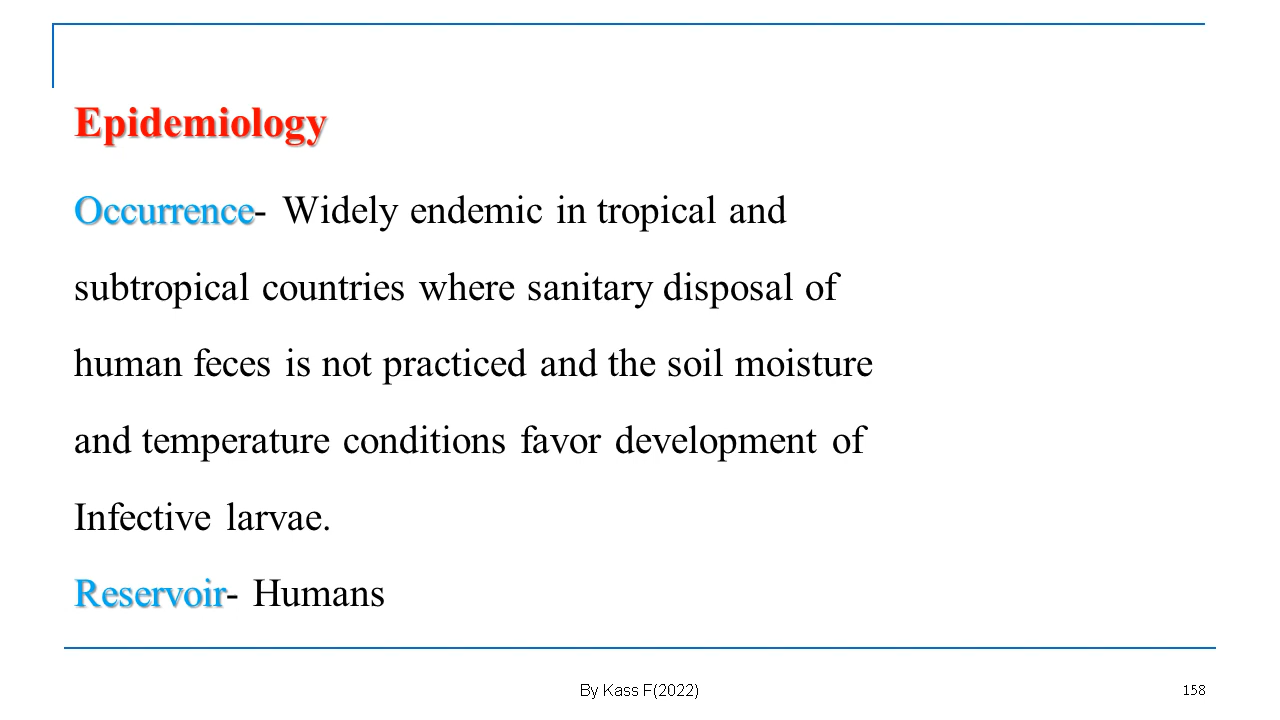 Epidemiology
Occurrence- Widely endemic in tropical and
subtropical countries where sanitary disposal of
human feces is not practiced and the soil moisture
and temperature conditions favor development of
Infective larvae.
Reservoir- Humans
By Kass F(2022)
158